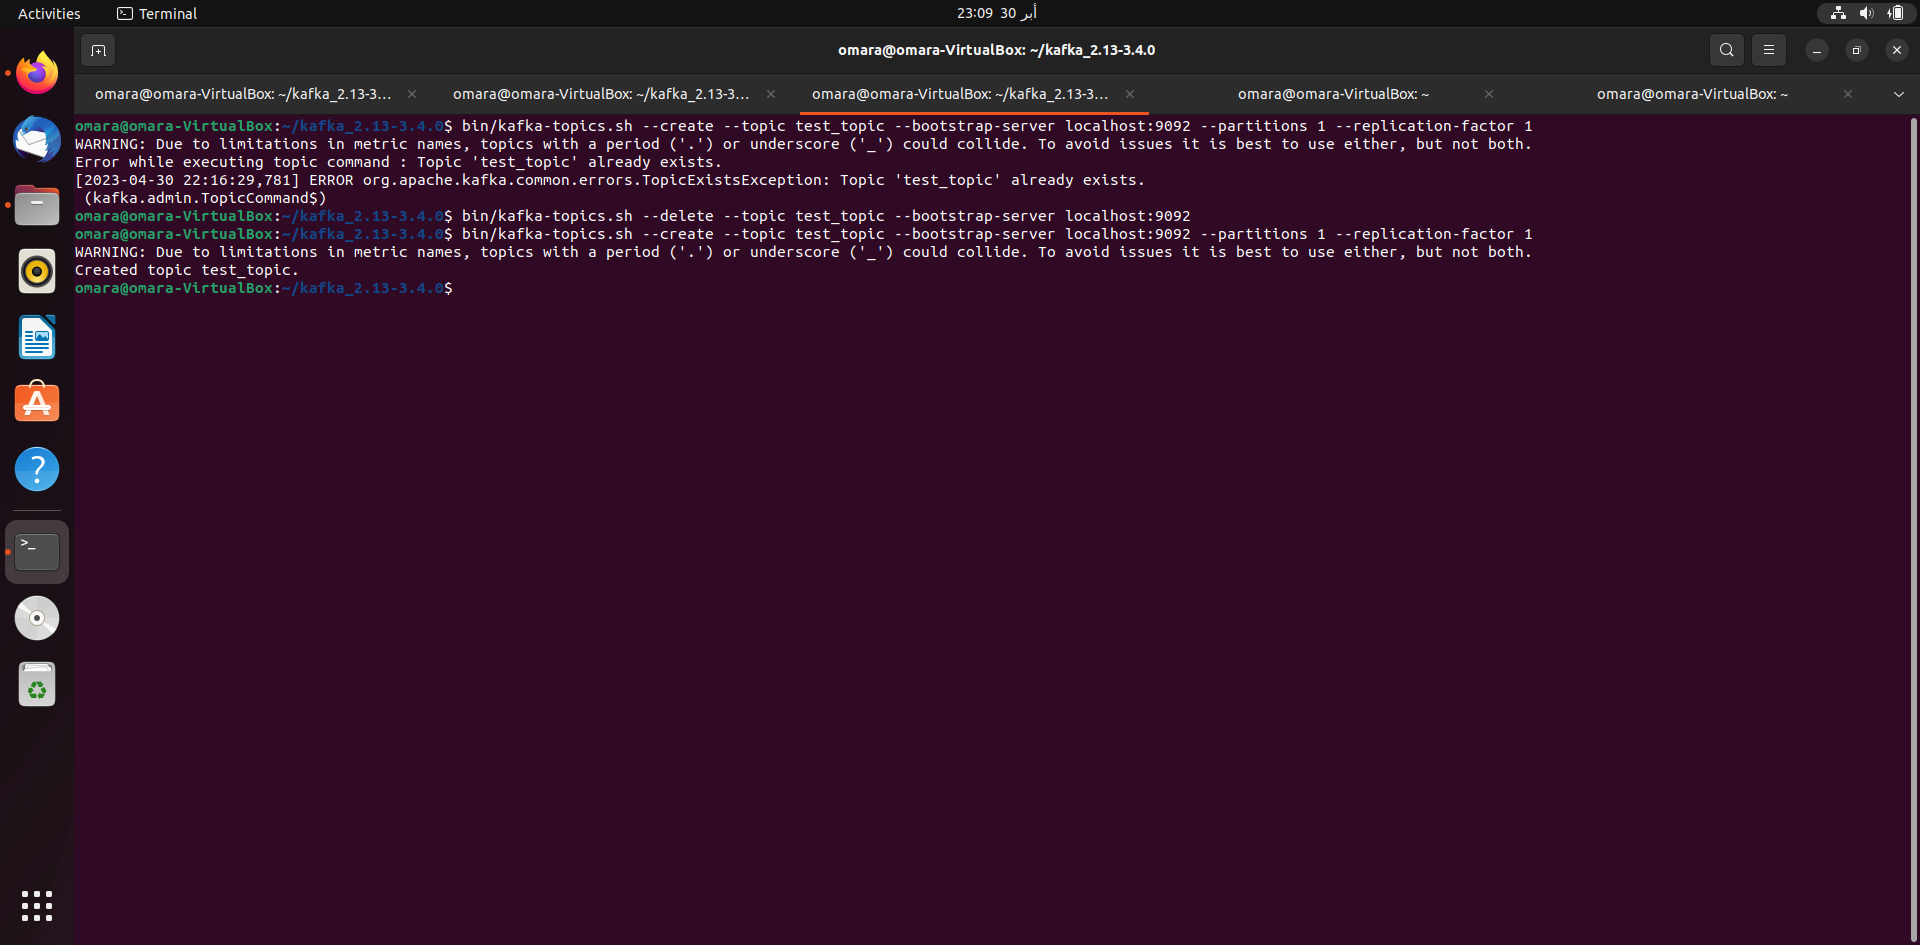 Activities Terminal 23:09 30 أبر
omara@omara-VirtualBox: ~/kafka_2.13-3.4.0
omara@omara-VirtualBox: ~/kafka_2.13-3... omara@omara-VirtualBox: ~/kafka_2.13-3... omara@omara-VirtualBox: ~/kafka_2.13-3... omara@omara-VirtualBox: ~ omara@omara-VirtualBox: ~
omara@omara-VirtualBox:~/kafka_2.13-3.4.0$ bin/kafka-topics.sh --create --topic test_topic --bootstrap-server localhost:9092 --partitions 1 --replication-factor 1
WARNING: Due to limitations in metric names, topics with a period ('.') or underscore ('_') could collide. To avoid issues it is best to use either, but not both.
Error while executing topic command : Topic 'test_topic' already exists.
[2023-04-30 22:16:29,781] ERROR org.apache.kafka.common.errors.TopicExistsException: Topic 'test_topic' already exists.
 (kafka.admin.TopicCommand$)
omara@omara-VirtualBox:~/kafka_2.13-3.4.0$ bin/kafka-topics.sh --delete --topic test_topic --bootstrap-server localhost:9092
omara@omara-VirtualBox:~/kafka_2.13-3.4.0$ bin/kafka-topics.sh --create --topic test_topic --bootstrap-server localhost:9092 --partitions 1 --replication-factor 1
WARNING: Due to limitations in metric names, topics with a period ('.') or underscore ('_') could collide. To avoid issues it is best to use either, but not both.
Created topic test_topic.
omara@omara-VirtualBox:~/kafka_2.13-3.4.0$